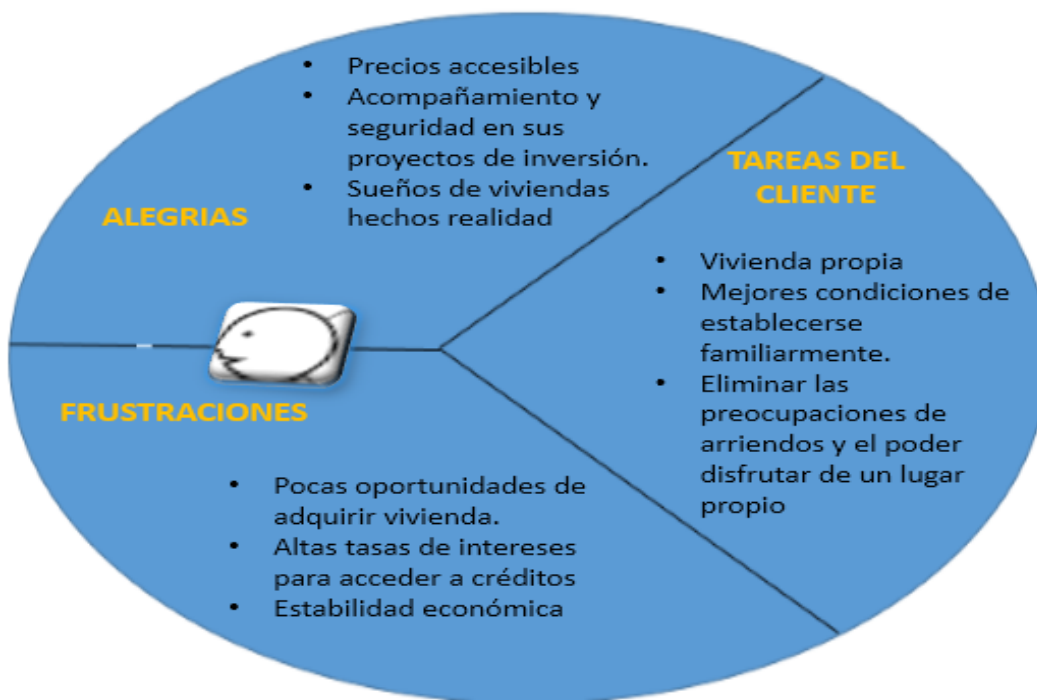 ALEGRIAS
• Precios accesibles
• Acompañamiento y
seguridad en sus
proyectos de inversión.
• Sueños de viviendas
hechos realidad
TAREAS DEL
CLIENTE
• Vivienda propia
• Mejores condiciones de
establecerse
familiarmente.
• Eliminar las
preocupaciones de
arriendos y el poder
disfrutar de un lugar
propio
FRUSTRACIONES
• Pocas oportunidades de
adquirir vivienda.
• Altas tasas de intereses
para acceder a créditos
• Estabilidad económica